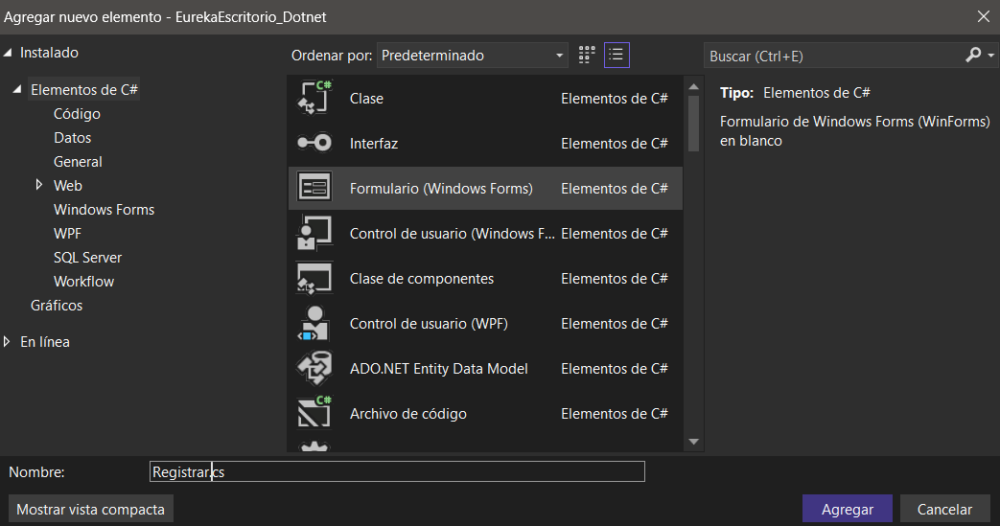 Agregar nuevo elemento - EurekaEscritorio_Dotnet
Instalado
Elementos de C#
Código
Datos
General
Web
Windows Forms
WPF
SQL Server
Workflow
Gráficos
En línea
Ordenar por: Predeterminado
Clase Elementos de C#
Interfaz Elementos de C#
Formulario (Windows Forms) Elementos de C#
Control de usuario (Windows F... Elementos de C#
Clase de componentes Elementos de C#
Control de usuario (WPF) Elementos de C#
ADO.NET Entity Data Model Elementos de C#
Archivo de código Elementos de C#
Buscar (Ctrl+E)
Tipo: Elementos de C#
Formulario de Windows Forms (WinForms)
en blanco
Nombre: Registrar.cs
Mostrar vista compacta
Agregar
Cancelar